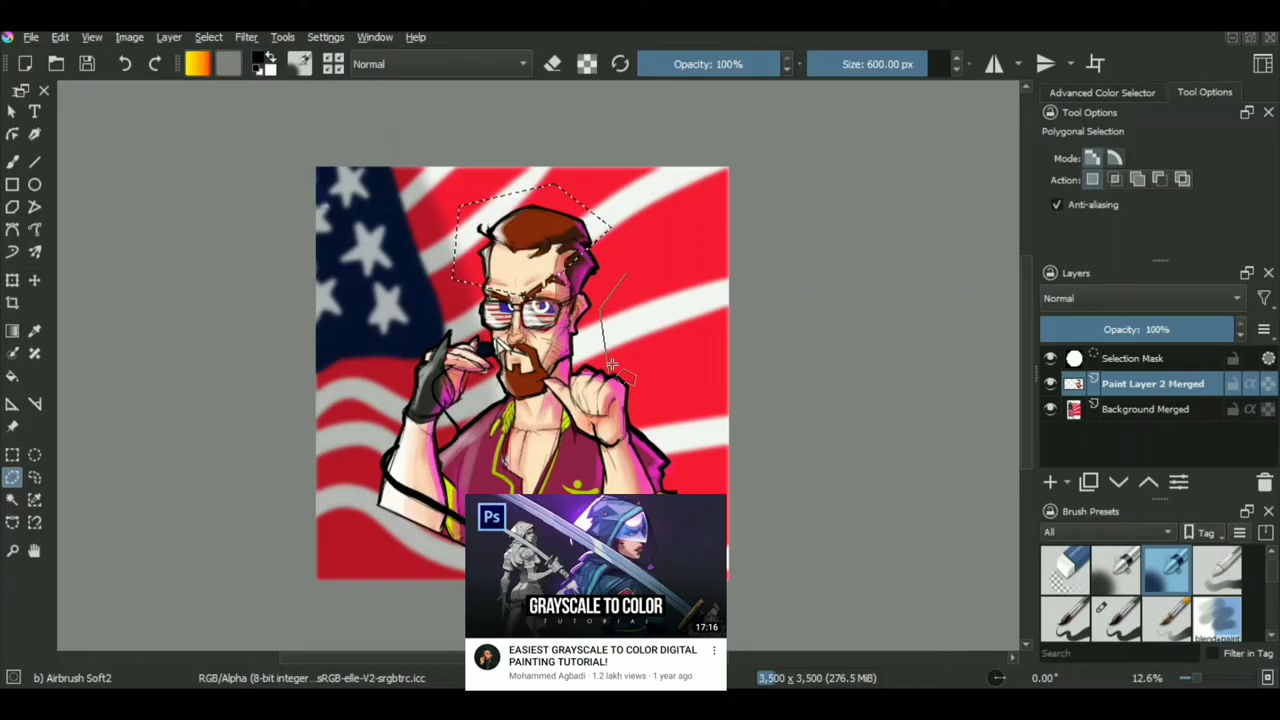 File Edit View Image Layer Select Filter Tools Settings Window Help
Normal Opacity: 100% Size: 600.00 px
Advanced Color Selector Tool Options
Tool Options
Polygonal Selection
Mode:
Action:
Anti-aliasing
Layers
Normal
Opacity: 100%
Selection Mask
Paint Layer 2 Merged
Background Merged
Brush Presets
All Tag
blend+paint
Search Filter in Tag
Ps
GRAYSCALE TO COLOR
TUTORIAL
17:16
EASIEST GRAYSCALE TO COLOR DIGITAL
PAINTING TUTORIAL!
Mohammed Agbadi · 1.2 lakh views · 1 year ago
b) Airbrush Soft2 RGB/Alpha (8-bit integer...sRGB-elle-V2-srgbtrc.icc 3,500 x 3,500 (276.5 MiB) 0.00° 12.6%